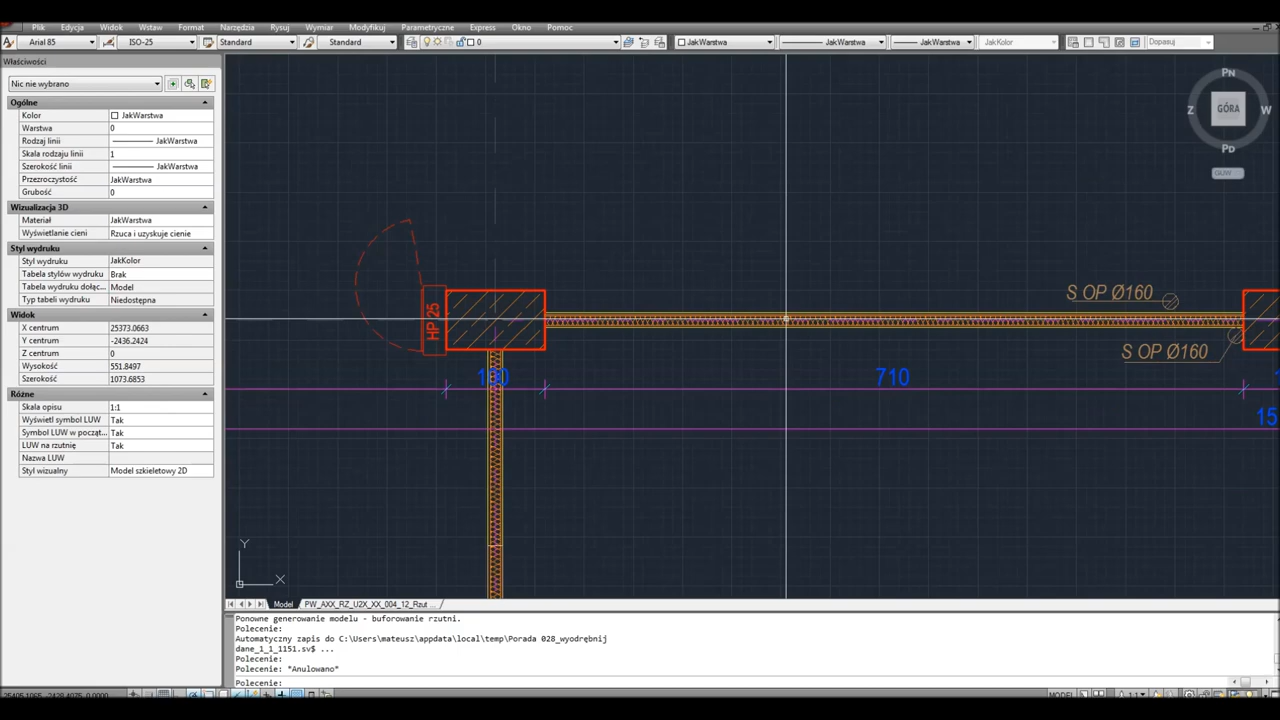 Plik Edycja Widok Wstaw Format Narzędzia Rysuj Wymiar Modyfikuj Parametryczne Express Okno Pomoc
Arial 85 ISO-25 Standard Standard 0 JakWarstwa JakWarstwa JakWarstwa JakKolor Dopasuj
Właściwości
Nic nie wybrano
Ogólne
Kolor JakWarstwa
Warstwa 0
Rodzaj linii JakWarstwa
Skala rodzaju linii 1
Szerokość linii JakWarstwa
Przezroczystość JakWarstwa
Grubość 0
Wizualizacja 3D
Materiał JakWarstwa
Wyświetlanie cieni Rzuca i uzyskuje cienie
Styl wydruku
Styl wydruku JakKolor
Tabela stylów wydruku Brak
Tabela wydruku dołąc... Model
Typ tabeli wydruku Niedostępna
Widok
X centrum 25373.0663
Y centrum -2436.2424
Z centrum 0
Wysokość 551.8497
Szerokość 1073.6853
Różne
Skala opisu 1:1
Wyświetl symbol LUW Tak
Symbol LUW w począt... Tak
LUW na rzutnię Tak
Nazwa LUW
Styl wizualny Model szkieletowy 2D
Pn
Z GÓRA W
Pd
GUW
HP 25
S OP Ø160
S OP Ø160
100 710
15
Y
X
Model PW_AXX_RZ_U2X_XX_004_12_Rzut ...
Ponowne generowanie modelu - buforowanie rzutni.
Polecenie:
Automatyczny zapis do C:\Users\mateusz\appdata\local\temp\Porada 028_wyodrębnij
dane_1_1_1151.sv$ ...
Polecenie:
Polecenie: *Anulowano*
Polecenie:
MODEL 1:1